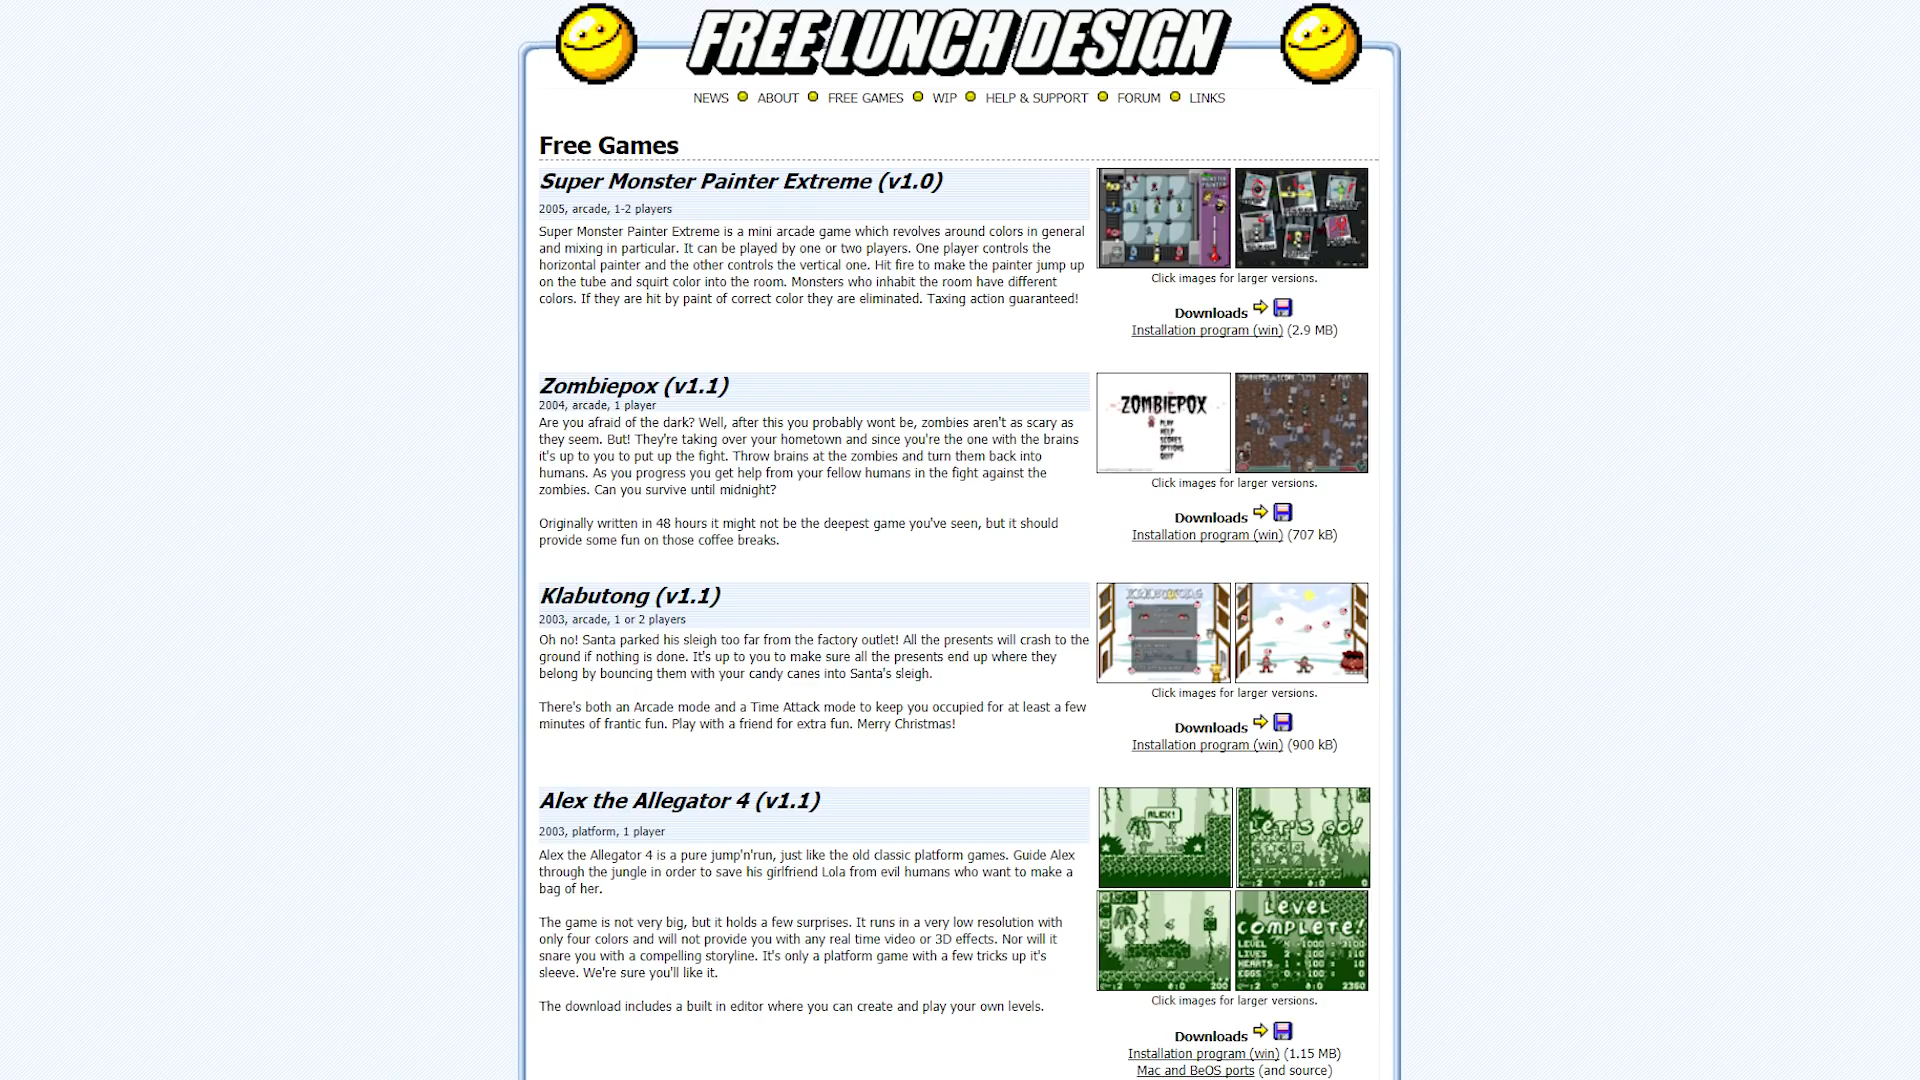 FREE LUNCH DESIGN
NEWS ABOUT FREE GAMES WIP HELP & SUPPORT FORUM LINKS
Free Games
Super Monster Painter Extreme (v1.0)
2005, arcade, 1-2 players
Super Monster Painter Extreme is a mini arcade game which revolves around colors in general
and mixing in particular. It can be played by one or two players. One player controls the
horizontal painter and the other controls the vertical one. Hit fire to make the painter jump up
on the tube and squirt color into the room. Monsters who inhabit the room have different
colors. If they are hit by paint of correct color they are eliminated. Taxing action guaranteed!
Click images for larger versions.
Downloads
Installation program (win) (2.9 MB)
Zombiepox (v1.1)
2004, arcade, 1 player
Are you afraid of the dark? Well, after this you probably wont be, zombies aren't as scary as
they seem. But! They're taking over your hometown and since you're the one with the brains
it's up to you to put up the fight. Throw brains at the zombies and turn them back into
humans. As you progress you get help from your fellow humans in the fight against the
zombies. Can you survive until midnight?
Originally written in 48 hours it might not be the deepest game you've seen, but it should
provide some fun on those coffee breaks.
ZOMBIEPOX
PLAY
HELP
SCORES
OPTIONS
QUIT
Click images for larger versions.
Downloads
Installation program (win) (707 kB)
Klabutong (v1.1)
2003, arcade, 1 or 2 players
Oh no! Santa parked his sleigh too far from the factory outlet! All the presents will crash to the
ground if nothing is done. It's up to you to make sure all the presents end up where they
belong by bouncing them with your candy canes into Santa's sleigh.
There's both an Arcade mode and a Time Attack mode to keep you occupied for at least a few
minutes of frantic fun. Play with a friend for extra fun. Merry Christmas!
KLABUTONG
Click images for larger versions.
Downloads
Installation program (win) (900 kB)
Alex the Allegator 4 (v1.1)
2003, platform, 1 player
Alex the Allegator 4 is a pure jump'n'run, just like the old classic platform games. Guide Alex
through the jungle in order to save his girlfriend Lola from evil humans who want to make a
bag of her.
The game is not very big, but it holds a few surprises. It runs in a very low resolution with
only four colors and will not provide you with any real time video or 3D effects. Nor will it
snare you with a compelling storyline. It's only a platform game with a few tricks up it's
sleeve. We're sure you'll like it.
The download includes a built in editor where you can create and play your own levels.
ALEX!
LET'S GO!
LEVEL
COMPLETE!
LEVEL
LIVES 2 × 100 = 110
HEARTS 1 × 100 = 10
EGGS 0 × 100 = 0
2360
Click images for larger versions.
Downloads
Installation program (win) (1.15 MB)
Mac and BeOS ports (and source)